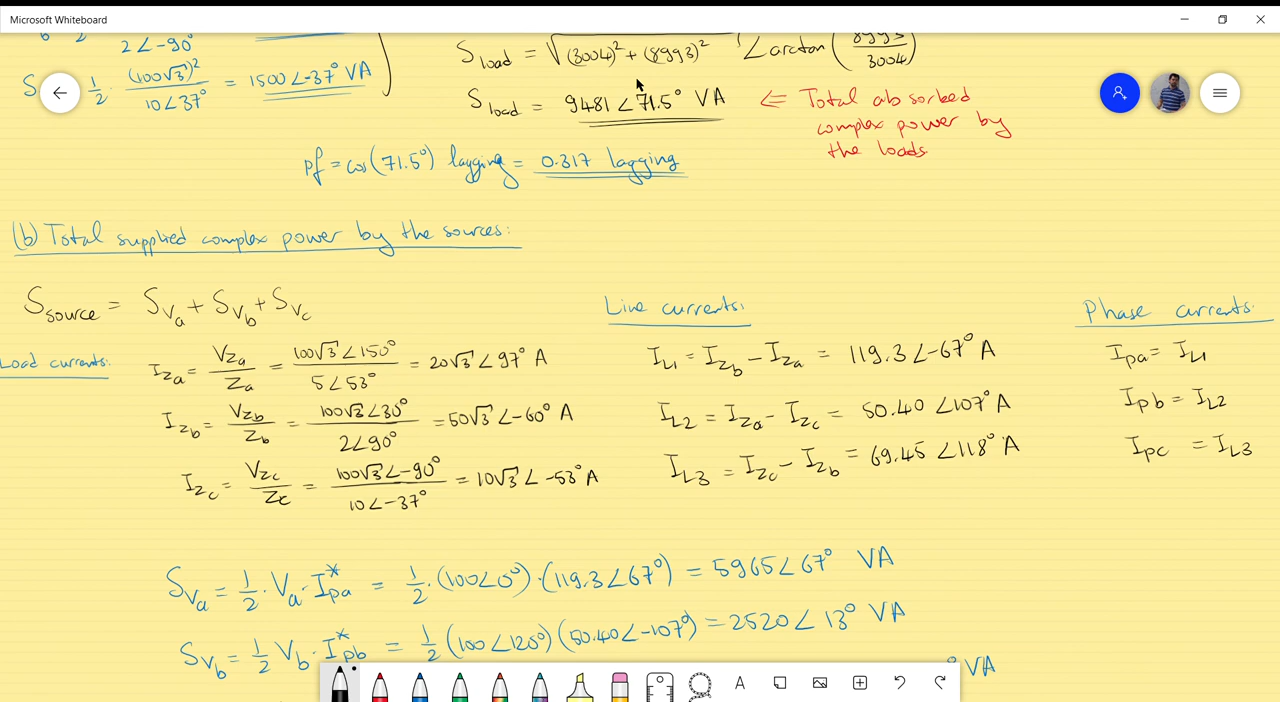 Microsoft Whiteboard
2∠-90°
S 1/2 · (100√3)² / 10∠37° = 1500∠-37° VA
S_load = √(3004)² + (8993)² ∠arctan(8993/3004)
S_load = 9481∠71.5° VA ⇐ Total absorbed
complex power by
the loads
pf = cos(71.5°) lagging = 0.317 lagging
(b) Total supplied complex power by the sources:
S_source = S_Va + S_Vb + S_Vc
Load currents:
I_Za = V_Za / Z_a = 100√3∠150° / 5∠53° = 20√3∠97° A
I_Zb = V_Zb / Z_b = 100√3∠30° / 2∠90° = 50√3∠-60° A
I_Zc = V_Zc / Z_c = 100√3∠-90° / 10∠-37° = 10√3∠-53° A
Line currents:
I_L1 = I_Zb - I_Za = 119.3∠-67° A
I_L2 = I_Za - I_Zc = 50.40∠107° A
I_L3 = I_Zc - I_Zb = 69.45∠118° A
Phase currents:
I_pa = I_L1
I_pb = I_L2
I_pc = I_L3
S_Va = 1/2 · V_a · I*_pa = 1/2 · (100∠0°) · (119.3∠67°) = 5965∠67° VA
S_Vb = 1/2 V_b · I*_pb = 1/2 (100∠120°)(50.40∠-107°) = 2520∠13° VA
° VA
A